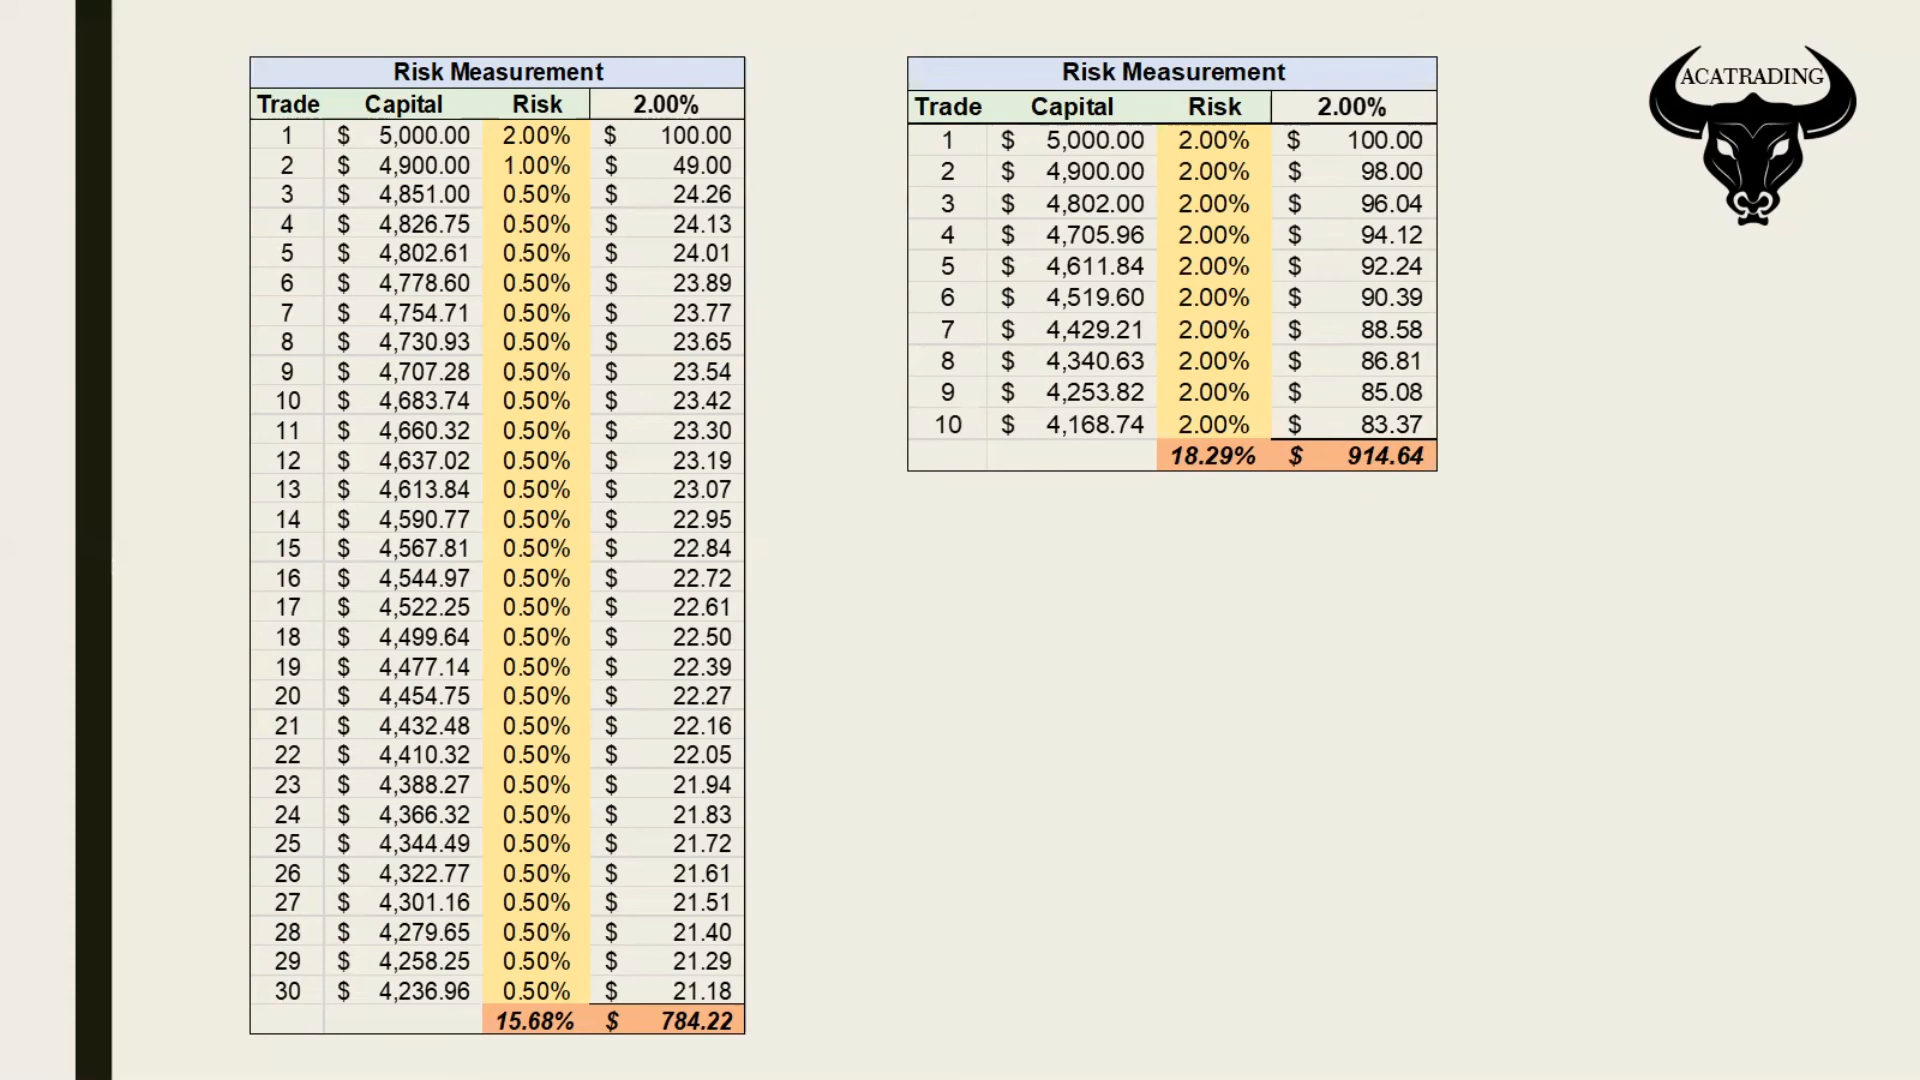 Risk Measurement
Trade Capital Risk 2.00%
1 $ 5,000.00 2.00% $ 100.00
2 $ 4,900.00 1.00% $ 49.00
3 $ 4,851.00 0.50% $ 24.26
4 $ 4,826.75 0.50% $ 24.13
5 $ 4,802.61 0.50% $ 24.01
6 $ 4,778.60 0.50% $ 23.89
7 $ 4,754.71 0.50% $ 23.77
8 $ 4,730.93 0.50% $ 23.65
9 $ 4,707.28 0.50% $ 23.54
10 $ 4,683.74 0.50% $ 23.42
11 $ 4,660.32 0.50% $ 23.30
12 $ 4,637.02 0.50% $ 23.19
13 $ 4,613.84 0.50% $ 23.07
14 $ 4,590.77 0.50% $ 22.95
15 $ 4,567.81 0.50% $ 22.84
16 $ 4,544.97 0.50% $ 22.72
17 $ 4,522.25 0.50% $ 22.61
18 $ 4,499.64 0.50% $ 22.50
19 $ 4,477.14 0.50% $ 22.39
20 $ 4,454.75 0.50% $ 22.27
21 $ 4,432.48 0.50% $ 22.16
22 $ 4,410.32 0.50% $ 22.05
23 $ 4,388.27 0.50% $ 21.94
24 $ 4,366.32 0.50% $ 21.83
25 $ 4,344.49 0.50% $ 21.72
26 $ 4,322.77 0.50% $ 21.61
27 $ 4,301.16 0.50% $ 21.51
28 $ 4,279.65 0.50% $ 21.40
29 $ 4,258.25 0.50% $ 21.29
30 $ 4,236.96 0.50% $ 21.18
15.68% $ 784.22
Risk Measurement
Trade Capital Risk 2.00%
1 $ 5,000.00 2.00% $ 100.00
2 $ 4,900.00 2.00% $ 98.00
3 $ 4,802.00 2.00% $ 96.04
4 $ 4,705.96 2.00% $ 94.12
5 $ 4,611.84 2.00% $ 92.24
6 $ 4,519.60 2.00% $ 90.39
7 $ 4,429.21 2.00% $ 88.58
8 $ 4,340.63 2.00% $ 86.81
9 $ 4,253.82 2.00% $ 85.08
10 $ 4,168.74 2.00% $ 83.37
18.29% $ 914.64
ACATRADING